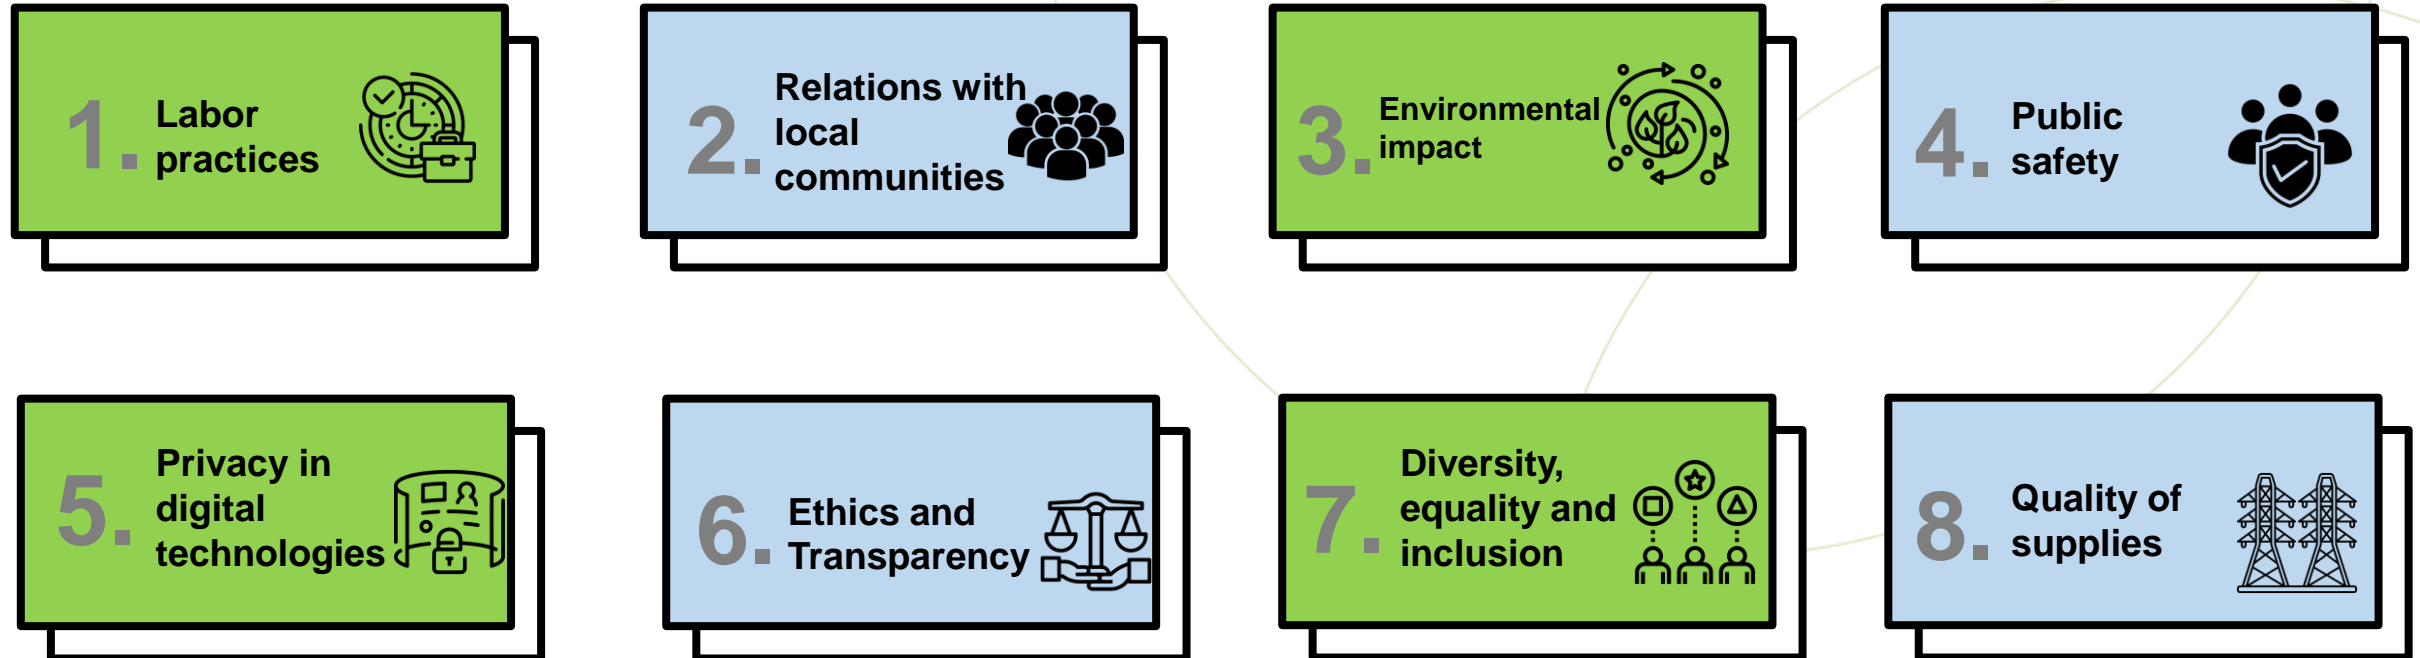 1. Labor
practices
2. Relations with
local
communities
3. Environmental
impact
4. Public
safety
5. Privacy in
digital
technologies
6. Ethics and
Transparency
7. Diversity,
equality and
inclusion
8. Quality of
supplies